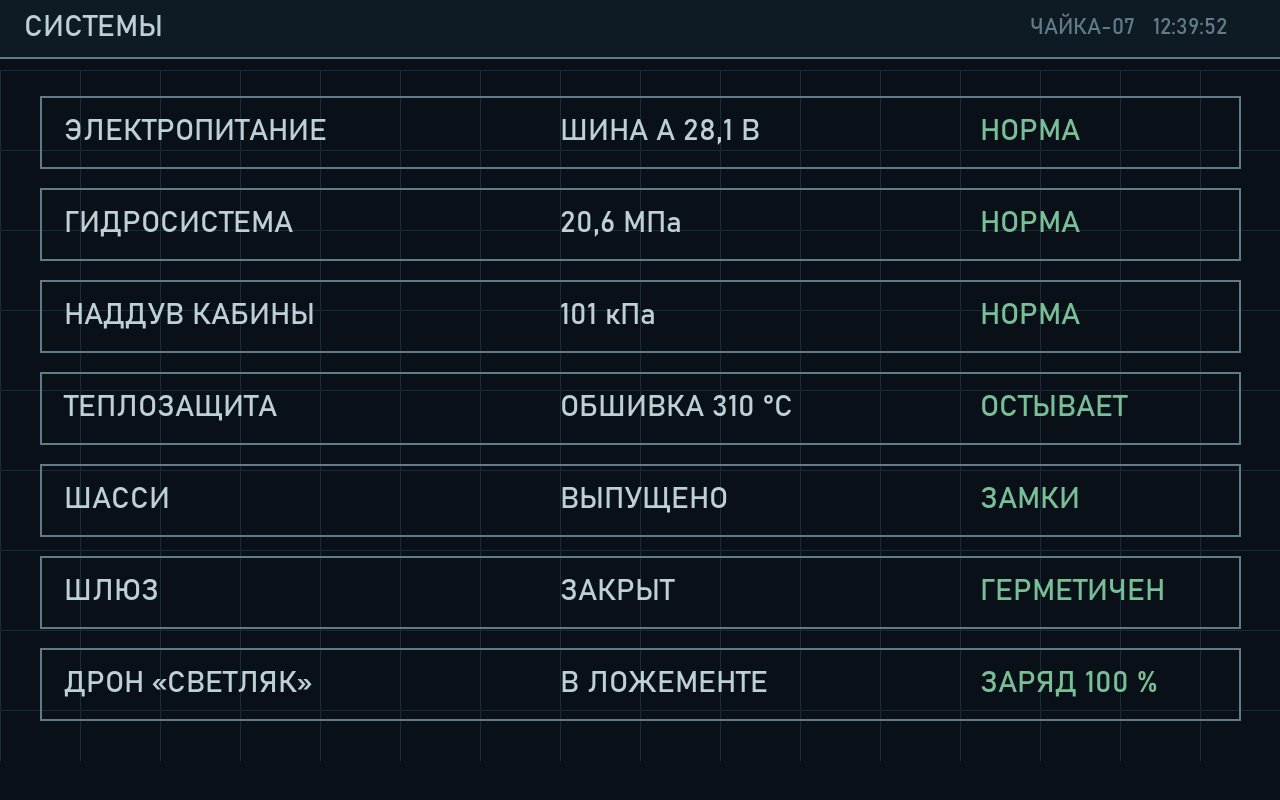 СИСТЕМЫ ЧАЙКА-07 12:39:52
ЭЛЕКТРОПИТАНИЕ ШИНА А 28,1 В НОРМА
ГИДРОСИСТЕМА 20,6 МПа НОРМА
НАДДУВ КАБИНЫ 101 кПа НОРМА
ТЕПЛОЗАЩИТА ОБШИВКА 310 °C ОСТЫВАЕТ
ШАССИ ВЫПУЩЕНО ЗАМКИ
ШЛЮЗ ЗАКРЫТ ГЕРМЕТИЧЕН
ДРОН «СВЕТЛЯК» В ЛОЖЕМЕНТЕ ЗАРЯД 100 %